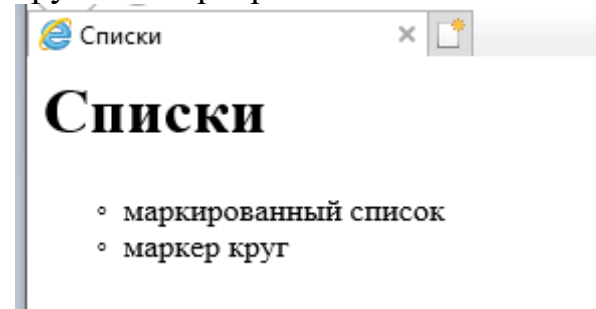 Списки
Списки
маркированный список
маркер круг